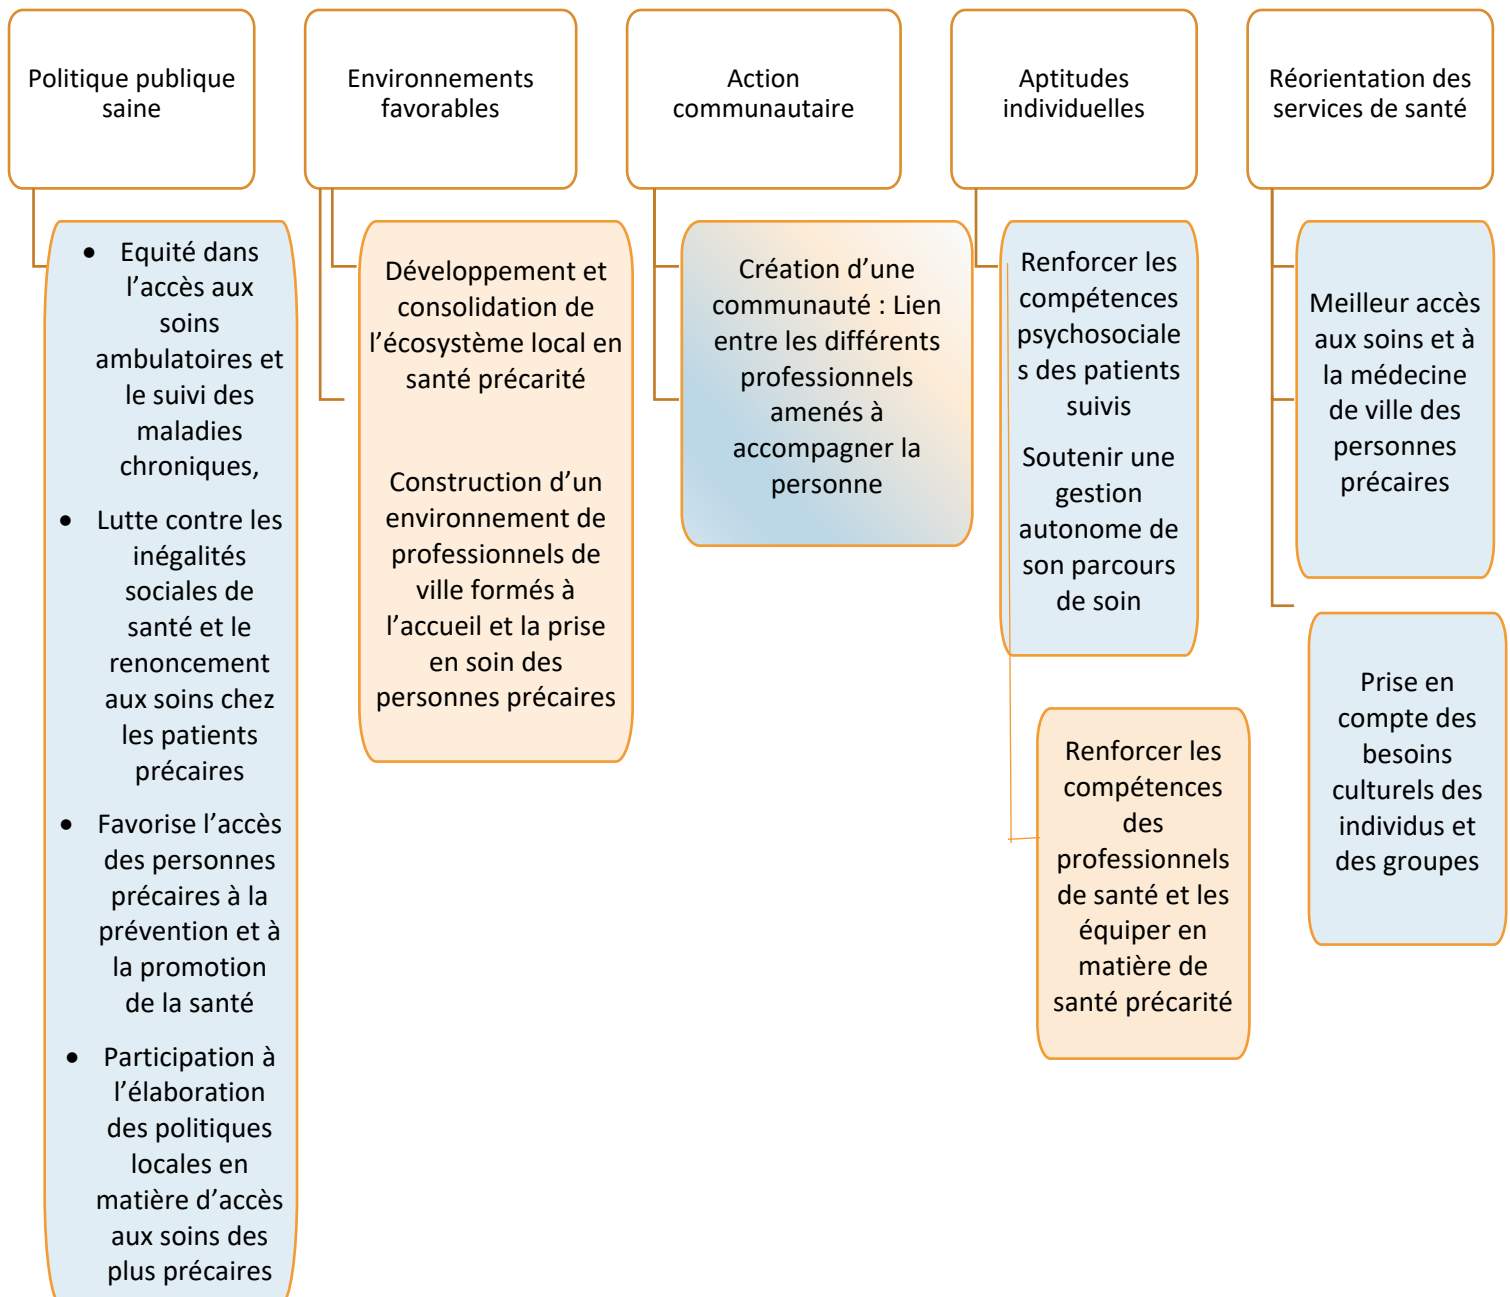 Politique publique
saine
Environnements
favorables
Action
communautaire
Aptitudes
individuelles
Réorientation des
services de santé
• Equité dans
l’accès aux
soins
ambulatoires et
le suivi des
maladies
chroniques,
• Lutte contre les
inégalités
sociales de
santé et le
renoncement
aux soins chez
les patients
précaires
• Favorise l’accès
des personnes
précaires à la
prévention et à
la promotion
de la santé
• Participation à
l’élaboration
des politiques
locales en
matière d’accès
aux soins des
plus précaires
Développement et
consolidation de
l’écosystème local en
santé précarité
Construction d’un
environnement de
professionnels de
ville formés à
l’accueil et la prise
en soin des
personnes précaires
Création d’une
communauté : Lien
entre les différents
professionnels
amenés à
accompagner la
personne
Renforcer les
compétences
psychosociale
s des patients
suivis
Soutenir une
gestion
autonome de
son parcours
de soin
Renforcer les
compétences
des
professionnels
de santé et les
équiper en
matière de
santé précarité
Meilleur accès
aux soins et à
la médecine
de ville des
personnes
précaires
Prise en
compte des
besoins
culturels des
individus et
des groupes